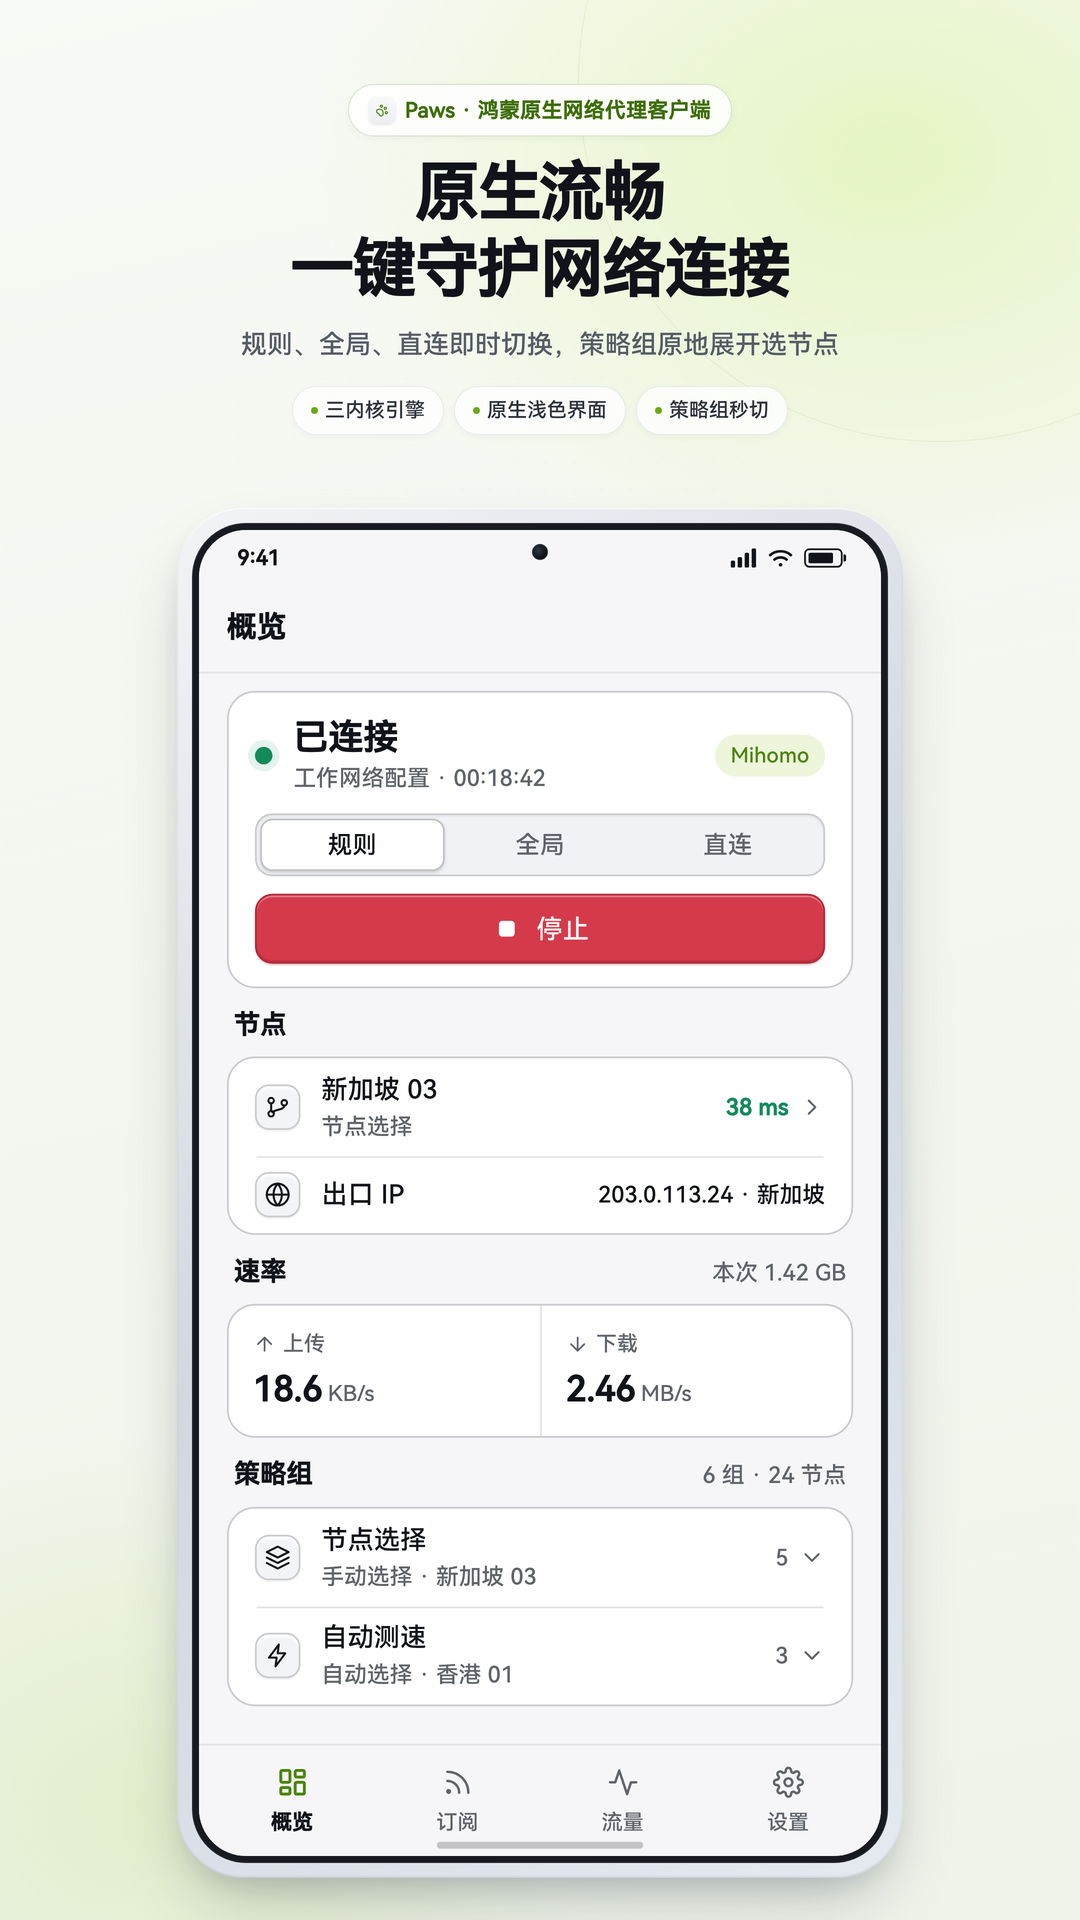 Paws · 鸿蒙原生网络代理客户端
原生流畅
一键守护网络连接
规则、全局、直连即时切换，策略组原地展开选节点
三内核引擎
原生浅色界面
策略组秒切
9:41
概览
已连接
工作网络配置 · 00:18:42
Mihomo
规则
全局
直连
停止
节点
新加坡 03
节点选择
38 ms
出口 IP
203.0.113.24 · 新加坡
速率
本次 1.42 GB
上传
18.6 KB/s
下载
2.46 MB/s
策略组
6 组 · 24 节点
节点选择
手动选择 · 新加坡 03
5
自动测速
自动选择 · 香港 01
3
概览
订阅
流量
设置